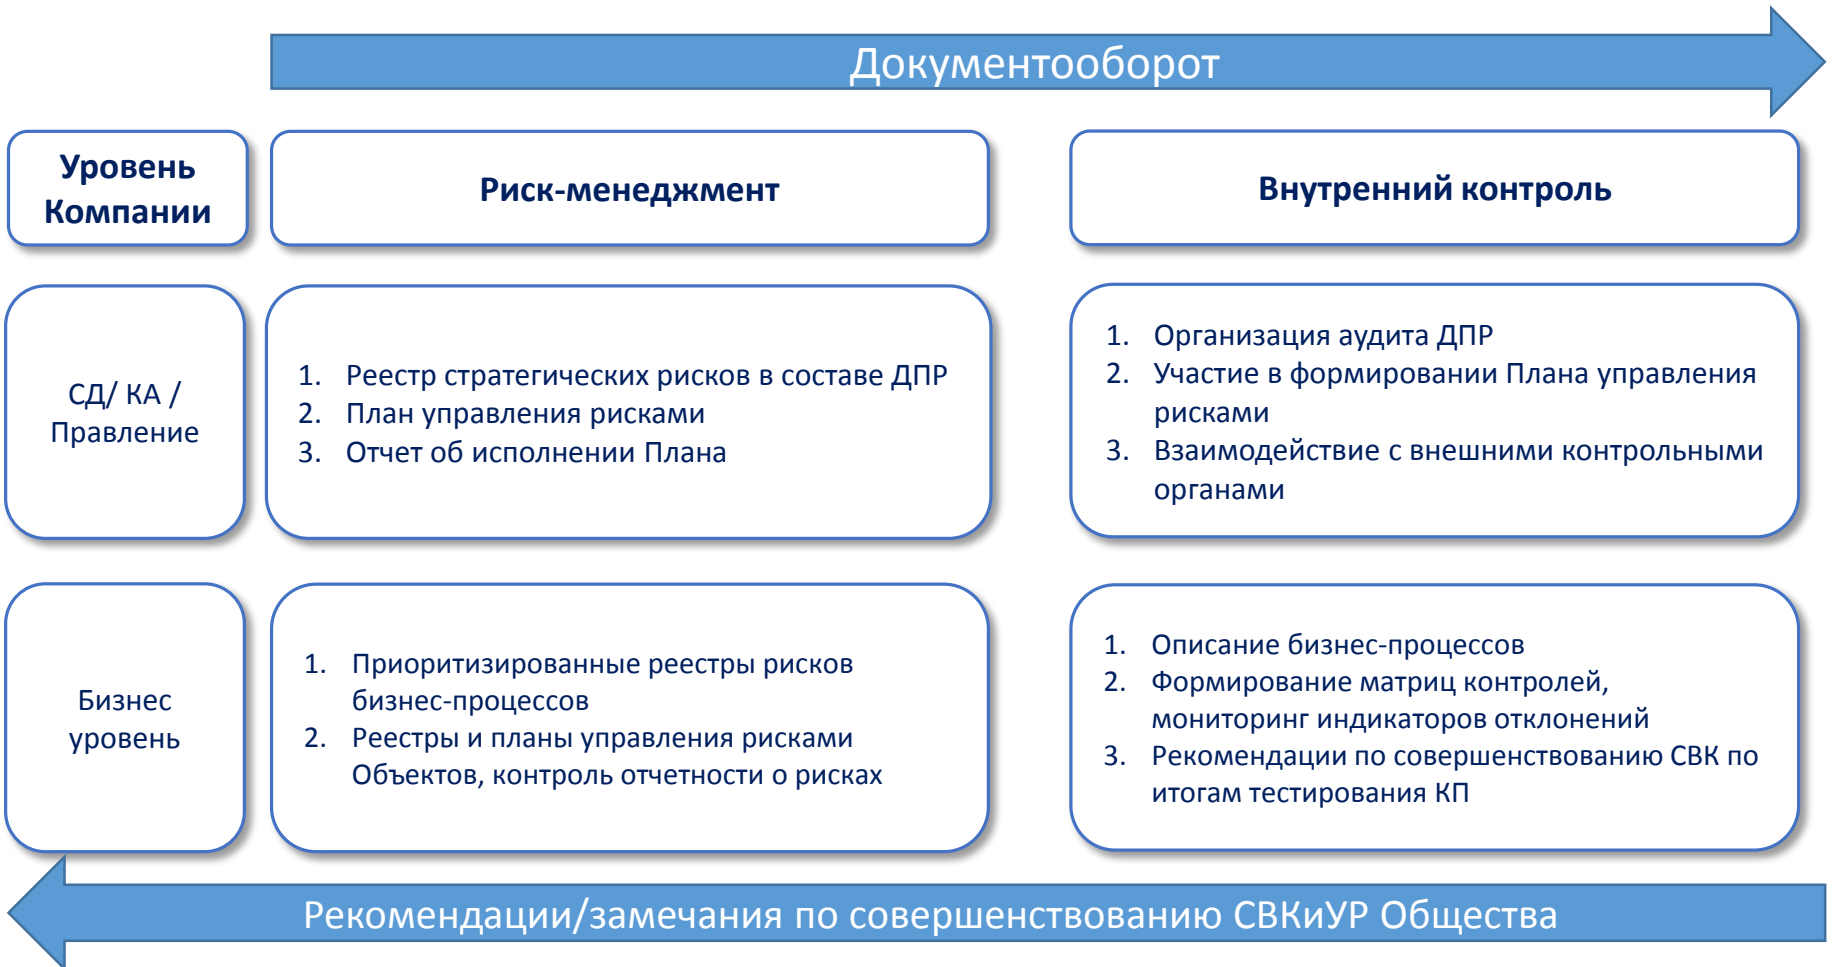 Документооборот
Уровень
Компании
Риск-менеджмент
Внутренний контроль
СД/ КА /
Правление
1. Реестр стратегических рисков в составе ДПР
2. План управления рисками
3. Отчет об исполнении Плана
1. Организация аудита ДПР
2. Участие в формировании Плана управления
рисками
3. Взаимодействие с внешними контрольными
органами
Бизнес
уровень
1. Приоритизированные реестры рисков
бизнес-процессов
2. Реестры и планы управления рисками
Объектов, контроль отчетности о рисках
1. Описание бизнес-процессов
2. Формирование матриц контролей,
мониторинг индикаторов отклонений
3. Рекомендации по совершенствованию СВК по
итогам тестирования КП
Рекомендации/замечания по совершенствованию СВКиУР Общества